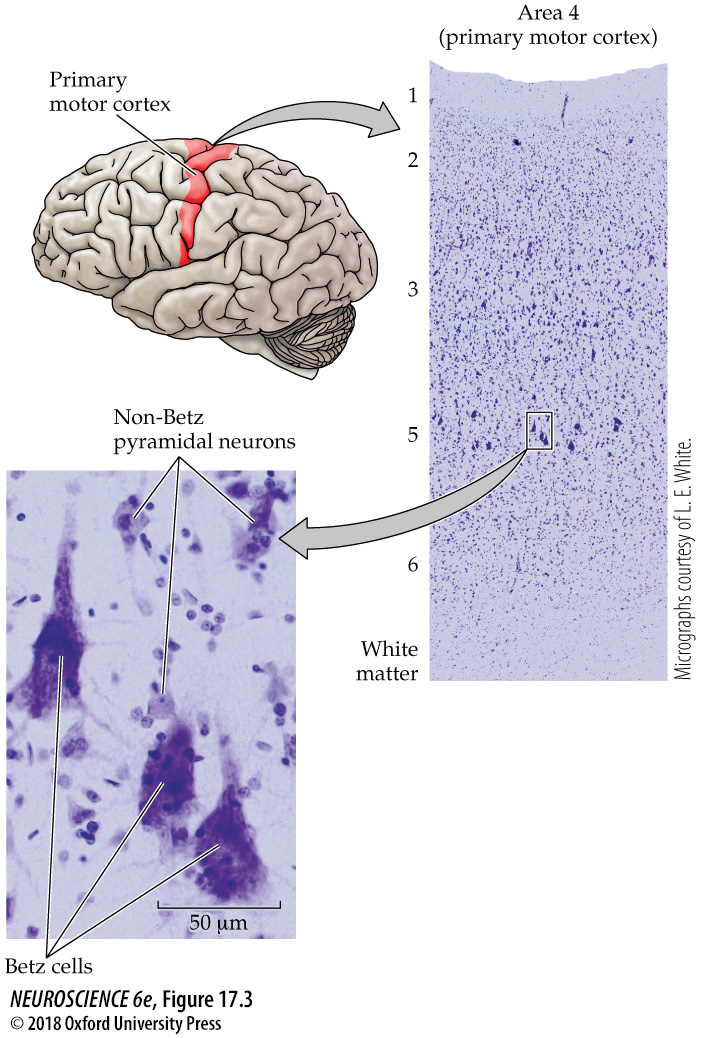 Area 4
(primary motor cortex)
Primary
motor cortex
1
2
3
5
6
White
matter
Micrographs courtesy of L. E. White.
Non-Betz
pyramidal neurons
50 μm
Betz cells
NEUROSCIENCE 6e, Figure 17.3
© 2018 Oxford University Press